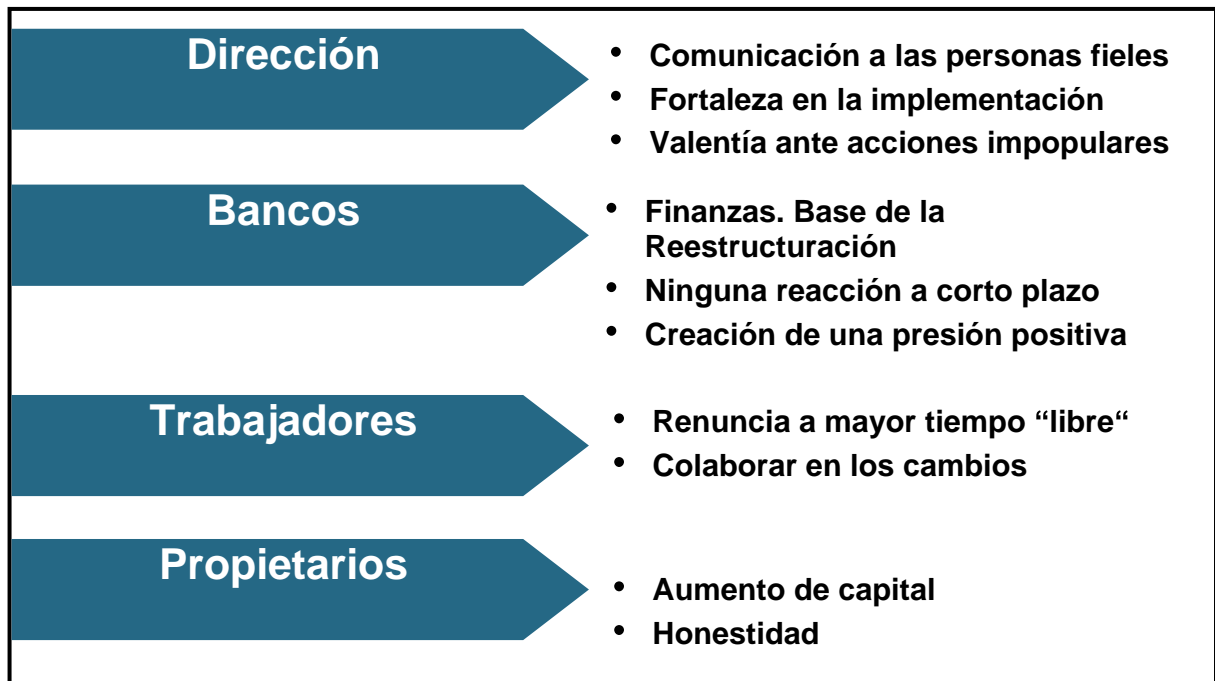 Dirección
• Comunicación a las personas fieles
• Fortaleza en la implementación
• Valentía ante acciones impopulares
Bancos
• Finanzas. Base de la
Reestructuración
• Ninguna reacción a corto plazo
• Creación de una presión positiva
Trabajadores
• Renuncia a mayor tiempo “libre“
• Colaborar en los cambios
Propietarios
• Aumento de capital
• Honestidad